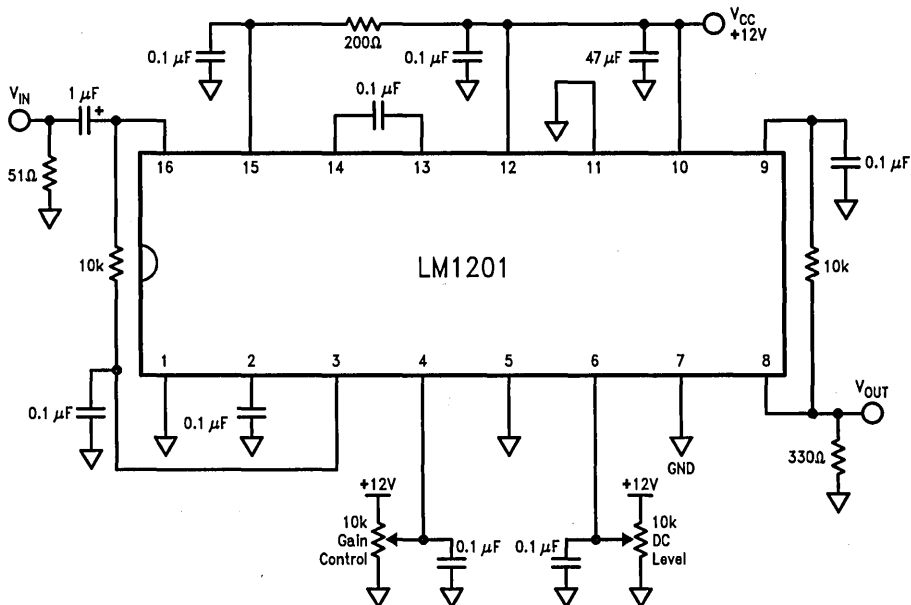 V_CC
+12V
200Ω
0.1 μF
0.1 μF
47 μF
V_IN
1 μF
+
0.1 μF
16
15
14
13
12
11
10
9
51Ω
0.1 μF
10k
LM1201
10k
1
2
3
4
5
6
7
8
0.1 μF
0.1 μF
V_OUT
GND
330Ω
+12V
+12V
10k
Gain
Control
0.1 μF
0.1 μF
10k
DC
Level